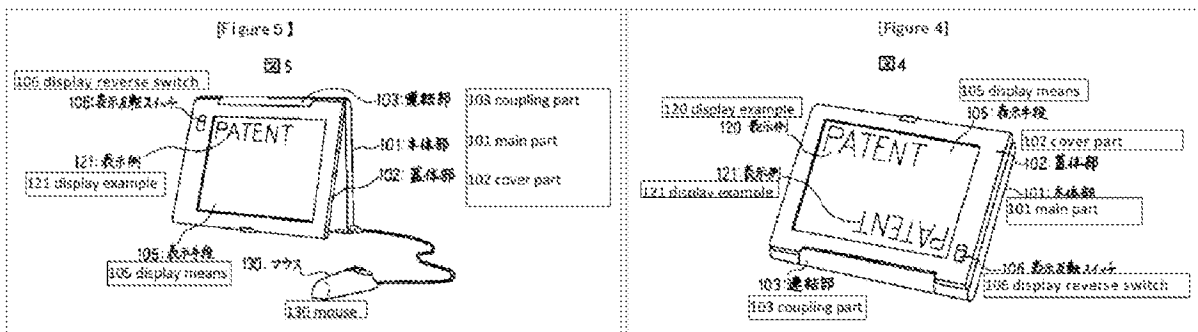 [Figure 5】
図5
106 display reverse switch
106:表示反転スイッチ
PATENT
103:連結部
103 coupling part
101:本体部
101 main part
102:蓋体部
102 cover part
121:表示例
121 display example
105:表示手段
105 display means
130:マウス
130 mouse
[Figure 4]
図4
105 display means
105:表示手段
120 display example
120:表示例
PATENT
102 cover part
102:蓋体部
121:表示例
121 display example
101:本体部
101 main part
PATENT
106:表示反転スイッチ
106 display reverse switch
103:連結部
103 coupling part